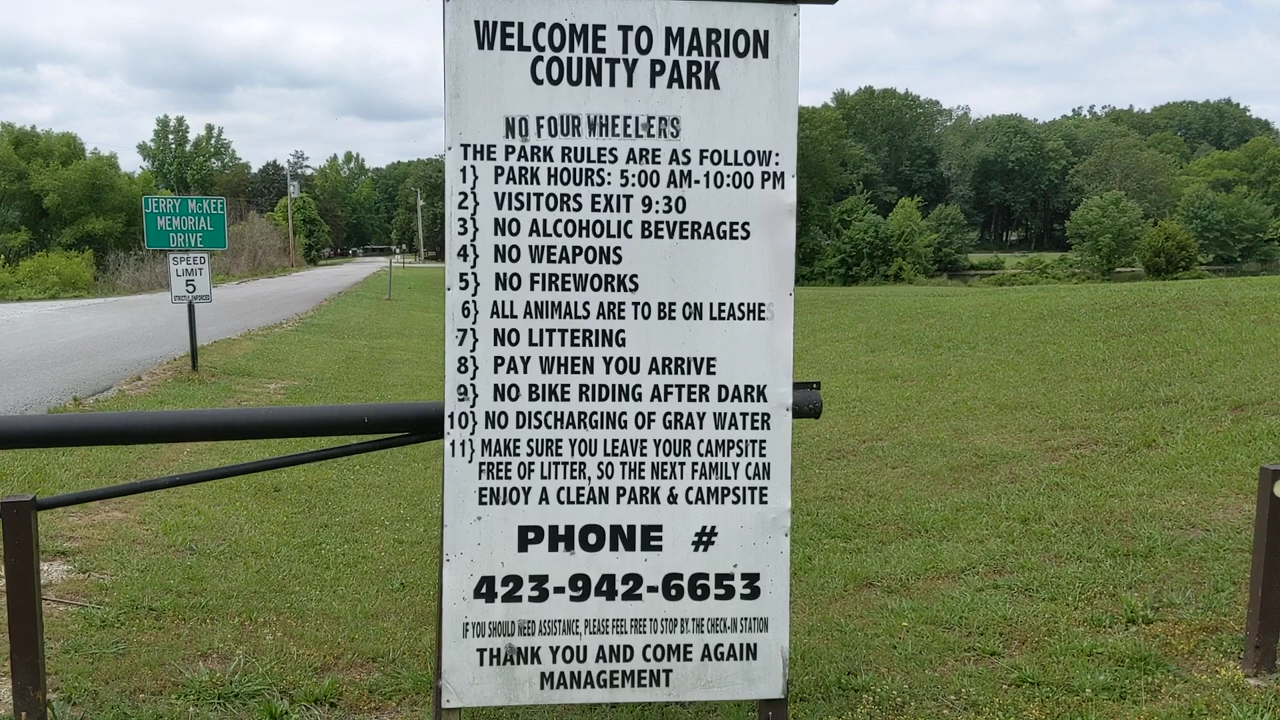 WELCOME TO MARION
COUNTY PARK
NO FOUR WHEELERS
THE PARK RULES ARE AS FOLLOW:
1} PARK HOURS: 5:00 AM-10:00 PM
2} VISITORS EXIT 9:30
3} NO ALCOHOLIC BEVERAGES
4} NO WEAPONS
5} NO FIREWORKS
6} ALL ANIMALS ARE TO BE ON LEASHES
7} NO LITTERING
8} PAY WHEN YOU ARRIVE
9} NO BIKE RIDING AFTER DARK
10} NO DISCHARGING OF GRAY WATER
11} MAKE SURE YOU LEAVE YOUR CAMPSITE
FREE OF LITTER, SO THE NEXT FAMILY CAN
ENJOY A CLEAN PARK & CAMPSITE
PHONE #
423-942-6653
IF YOU SHOULD NEED ASSISTANCE, PLEASE FEEL FREE TO STOP BY THE CHECK-IN STATION
THANK YOU AND COME AGAIN
MANAGEMENT
JERRY McKEE
MEMORIAL
DRIVE
SPEED
LIMIT
5
STRICTLY ENFORCED